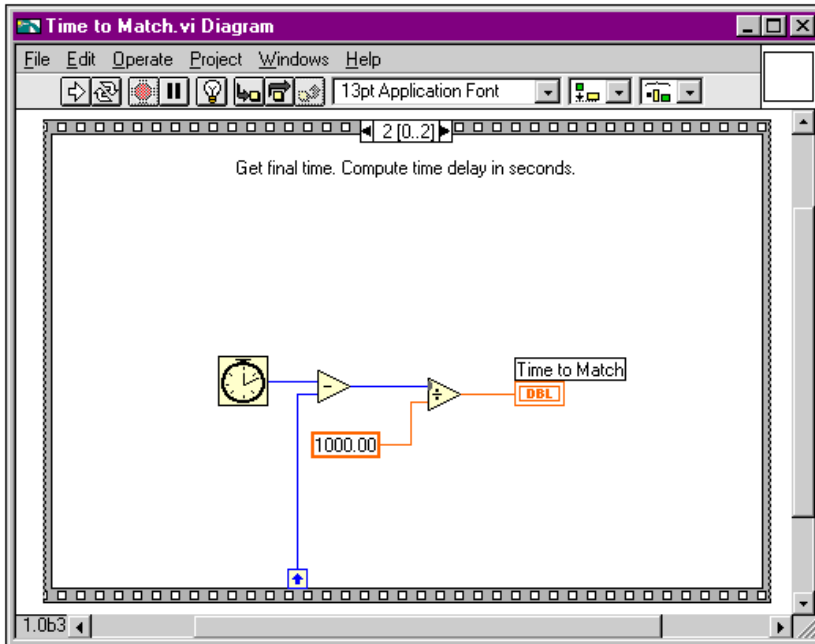 Time to Match.vi Diagram
File Edit Operate Project Windows Help
13pt Application Font
2 [0..2]
Get final time. Compute time delay in seconds.
Time to Match
DBL
1000.00
1.0b3